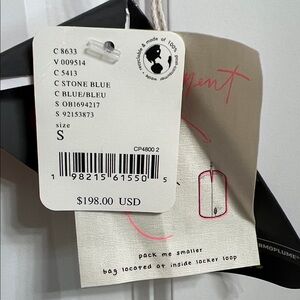 C 8633
V 009514
C 5413
C STONE BLUE
C BLUE/BLEU
S OB1694217
S 92153873
size
S
CP4800 2
1 98215 61550 5
$198.00 USD
pack me smaller
bag located at inside locker loop